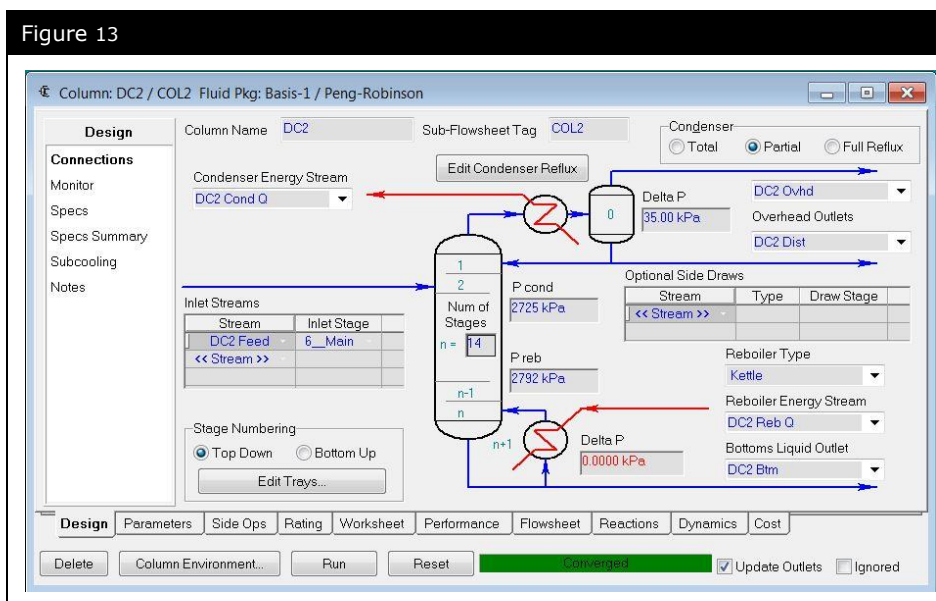 Figure 13
Column: DC2 / COL2 Fluid Pkg: Basis-1 / Peng-Robinson
Design
Connections
Monitor
Specs
Specs Summary
Subcooling
Notes
Column Name DC2
Sub-Flowsheet Tag COL2
Condenser
Total Partial Full Reflux
Edit Condenser Reflux
Condenser Energy Stream
DC2 Cond Q
0
Delta P
35.00 kPa
DC2 Ovhd
Overhead Outlets
DC2 Dist
Inlet Streams
Stream Inlet Stage
DC2 Feed 6__Main
<< Stream >>
1
2
Num of
Stages
n = 14
n-1
n
n+1
P cond
2725 kPa
P reb
2792 kPa
Optional Side Draws
Stream Type Draw Stage
<< Stream >>
Reboiler Type
Kettle
Reboiler Energy Stream
DC2 Reb Q
Bottoms Liquid Outlet
DC2 Btm
Delta P
0.0000 kPa
Stage Numbering
Top Down Bottom Up
Edit Trays...
Design Parameters Side Ops Rating Worksheet Performance Flowsheet Reactions Dynamics Cost
Delete Column Environment... Run Reset Converged Update Outlets Ignored